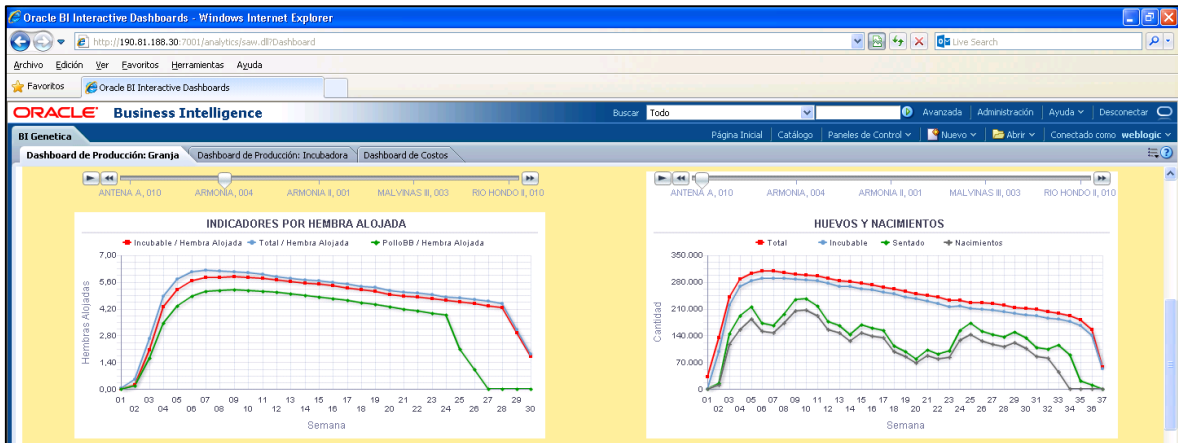 Oracle BI Interactive Dashboards - Windows Internet Explorer
http://190.81.188.30:7001/analytics/saw.dll?Dashboard
Live Search
Archivo Edición Ver Favoritos Herramientas Ayuda
Favoritos Oracle BI Interactive Dashboards
ORACLE Business Intelligence Buscar Todo Avanzada Administración Ayuda Desconectar
BI Genetica Página Inicial Catálogo Paneles de Control Nuevo Abrir Conectado como weblogic
Dashboard de Producción: Granja Dashboard de Producción: Incubadora Dashboard de Costos
ANTENA A, 010 ARMONIA, 004 ARMONIA II, 001 MALVINAS III, 003 RIO HONDO II, 010
INDICADORES POR HEMBRA ALOJADA
Incubable / Hembra Alojada Total / Hembra Alojada PolloBB / Hembra Alojada
7,00
5,60
4,20
2,80
1,40
0,00
Hembras Alojadas
01 03 05 07 09 11 13 15 17 19 21 23 25 27 29
02 04 06 08 10 12 14 16 18 20 22 24 26 28 30
Semana
ANTENA A, 010 ARMONIA, 004 ARMONIA II, 001 MALVINAS III, 003 RIO HONDO II, 010
HUEVOS Y NACIMIENTOS
Total Incubable Sentado Nacimientos
350.000
280.000
210.000
140.000
70.000
0
Cantidad
01 03 05 07 09 11 13 15 17 19 21 23 25 27 29 31 33 35 37
02 04 06 08 10 12 14 16 18 20 22 24 26 28 30 32 34 36
Semana